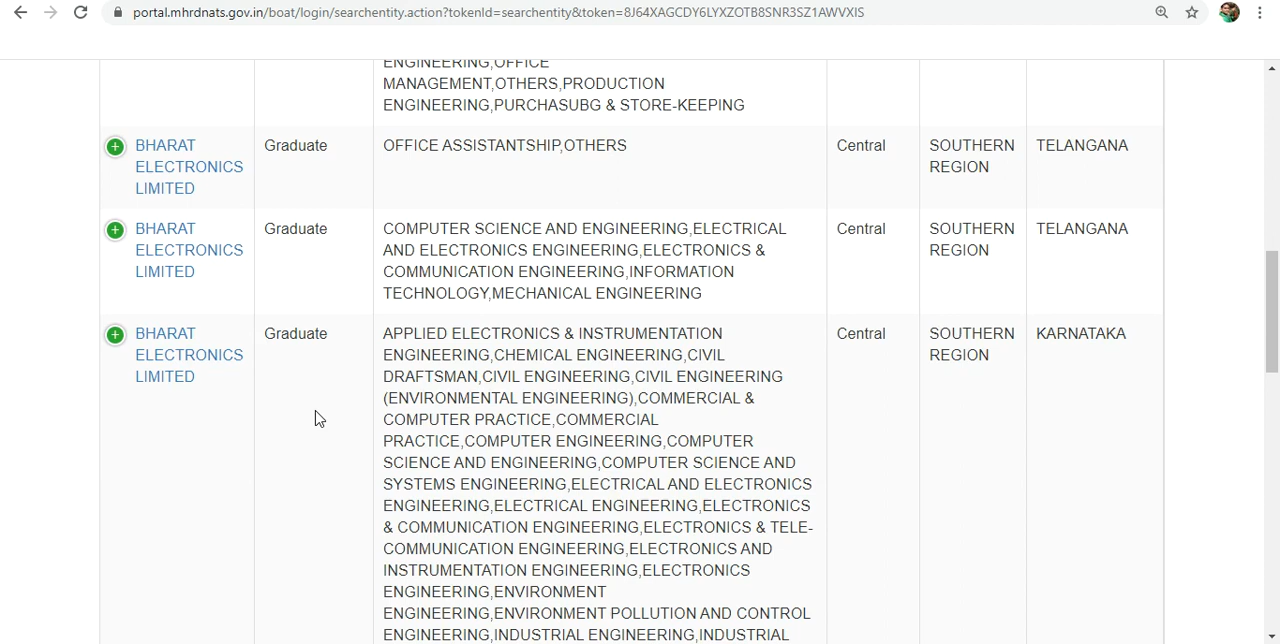 portal.mhrdnats.gov.in/boat/login/searchentity.action?tokenId=searchentity&token=8J64XAGCDY6LYXZOTB8SNR3SZ1AWVXIS
ENGINEERING,OFFICE
MANAGEMENT,OTHERS,PRODUCTION
ENGINEERING,PURCHASUBG & STORE-KEEPING
BHARAT
ELECTRONICS
LIMITED
Graduate
OFFICE ASSISTANTSHIP,OTHERS
Central
SOUTHERN
REGION
TELANGANA
BHARAT
ELECTRONICS
LIMITED
Graduate
COMPUTER SCIENCE AND ENGINEERING,ELECTRICAL
AND ELECTRONICS ENGINEERING,ELECTRONICS &
COMMUNICATION ENGINEERING,INFORMATION
TECHNOLOGY,MECHANICAL ENGINEERING
Central
SOUTHERN
REGION
TELANGANA
BHARAT
ELECTRONICS
LIMITED
Graduate
APPLIED ELECTRONICS & INSTRUMENTATION
ENGINEERING,CHEMICAL ENGINEERING,CIVIL
DRAFTSMAN,CIVIL ENGINEERING,CIVIL ENGINEERING
(ENVIRONMENTAL ENGINEERING),COMMERCIAL &
COMPUTER PRACTICE,COMMERCIAL
PRACTICE,COMPUTER ENGINEERING,COMPUTER
SCIENCE AND ENGINEERING,COMPUTER SCIENCE AND
SYSTEMS ENGINEERING,ELECTRICAL AND ELECTRONICS
ENGINEERING,ELECTRICAL ENGINEERING,ELECTRONICS
& COMMUNICATION ENGINEERING,ELECTRONICS & TELE-
COMMUNICATION ENGINEERING,ELECTRONICS AND
INSTRUMENTATION ENGINEERING,ELECTRONICS
ENGINEERING,ENVIRONMENT
ENGINEERING,ENVIRONMENT POLLUTION AND CONTROL
ENGINEERING,INDUSTRIAL ENGINEERING,INDUSTRIAL
Central
SOUTHERN
REGION
KARNATAKA